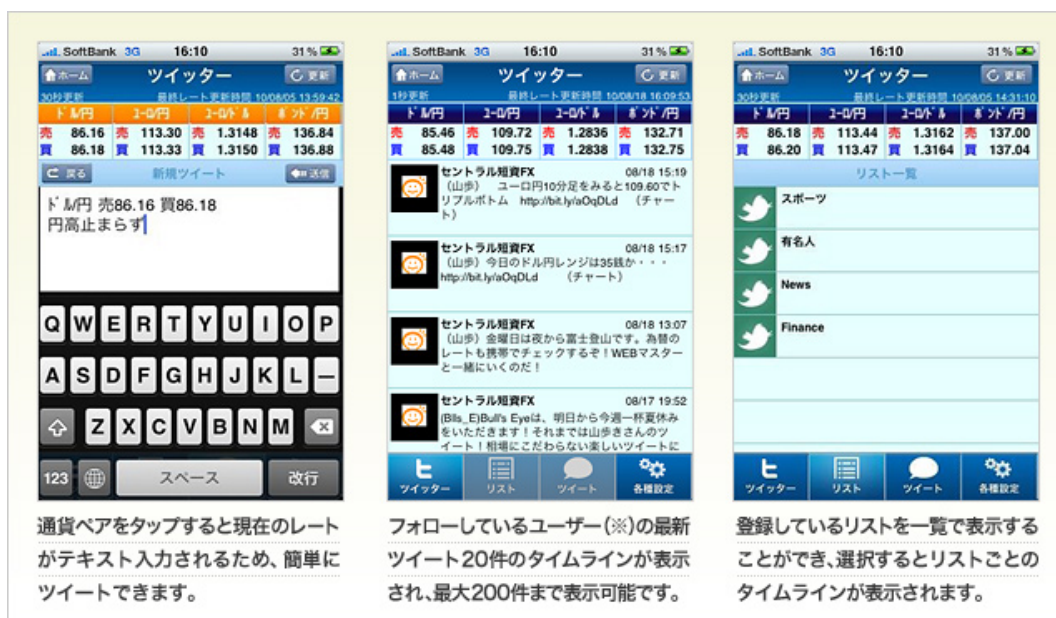 SoftBank 3G 16:10 31%
ホーム ツイッター 更新
30秒更新 最終レート更新時間 10/08/05 13:59:42
ドル/円 ユーロ/円 ユーロ/ドル ポンド/円
売 86.16 売 113.30 売 1.3148 売 136.84
買 86.18 買 113.33 買 1.3150 買 136.88
戻る 新規ツイート 送信
ドル/円 売86.16 買86.18
円高止まらず
Q W E R T Y U I O P
A S D F G H J K L ー
Z X C V B N M
123 スペース 改行
通貨ペアをタップすると現在のレート
がテキスト入力されるため、簡単に
ツイートできます。
SoftBank 3G 16:10 31%
ホーム ツイッター 更新
1秒更新 最終レート更新時間 10/08/18 16:09:53
ドル/円 ユーロ/円 ユーロ/ドル ポンド/円
売 85.46 売 109.72 売 1.2836 売 132.71
買 85.48 買 109.75 買 1.2838 買 132.75
セントラル短資FX 08/18 15:19
(山歩) ユーロ円10分足をみると109.60でト
リプルボトム http://bit.ly/aOqDLd (チャー
ト)
セントラル短資FX 08/18 15:17
(山歩) 今日のドル円レンジは35銭か・・・
http://bit.ly/aOqDLd (チャート)
セントラル短資FX 08/18 13:07
(山歩) 金曜日は夜から富士登山です。為替の
レートも携帯でチェックするぞ!WEBマスター
と一緒にいくのだ!
セントラル短資FX 08/17 19:52
(Blls_E)Bull's Eyeは、明日から今週一杯夏休み
をいただきます!それまでは山歩きさんのツ
イート!相場にこだわらない楽しいツイートに
ツイッター リスト ツイート 各種設定
フォローしているユーザー(※)の最新
ツイート20件のタイムラインが表示
され、最大200件まで表示可能です。
SoftBank 3G 16:10 31%
ホーム ツイッター 更新
30秒更新 最終レート更新時間 10/08/05 14:31:10
ドル/円 ユーロ/円 ユーロ/ドル ポンド/円
売 86.18 売 113.44 売 1.3162 売 137.00
買 86.20 買 113.47 買 1.3164 買 137.04
リスト一覧
スポーツ
有名人
News
Finance
ツイッター リスト ツイート 各種設定
登録しているリストを一覧で表示する
ことができ、選択するとリストごとの
タイムラインが表示されます。